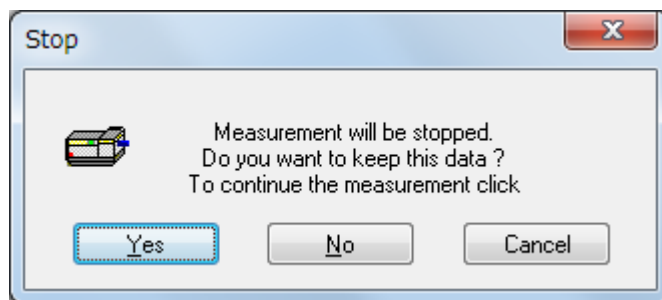 Stop
Measurement will be stopped.
Do you want to keep this data ?
To continue the measurement click
Yes
No
Cancel